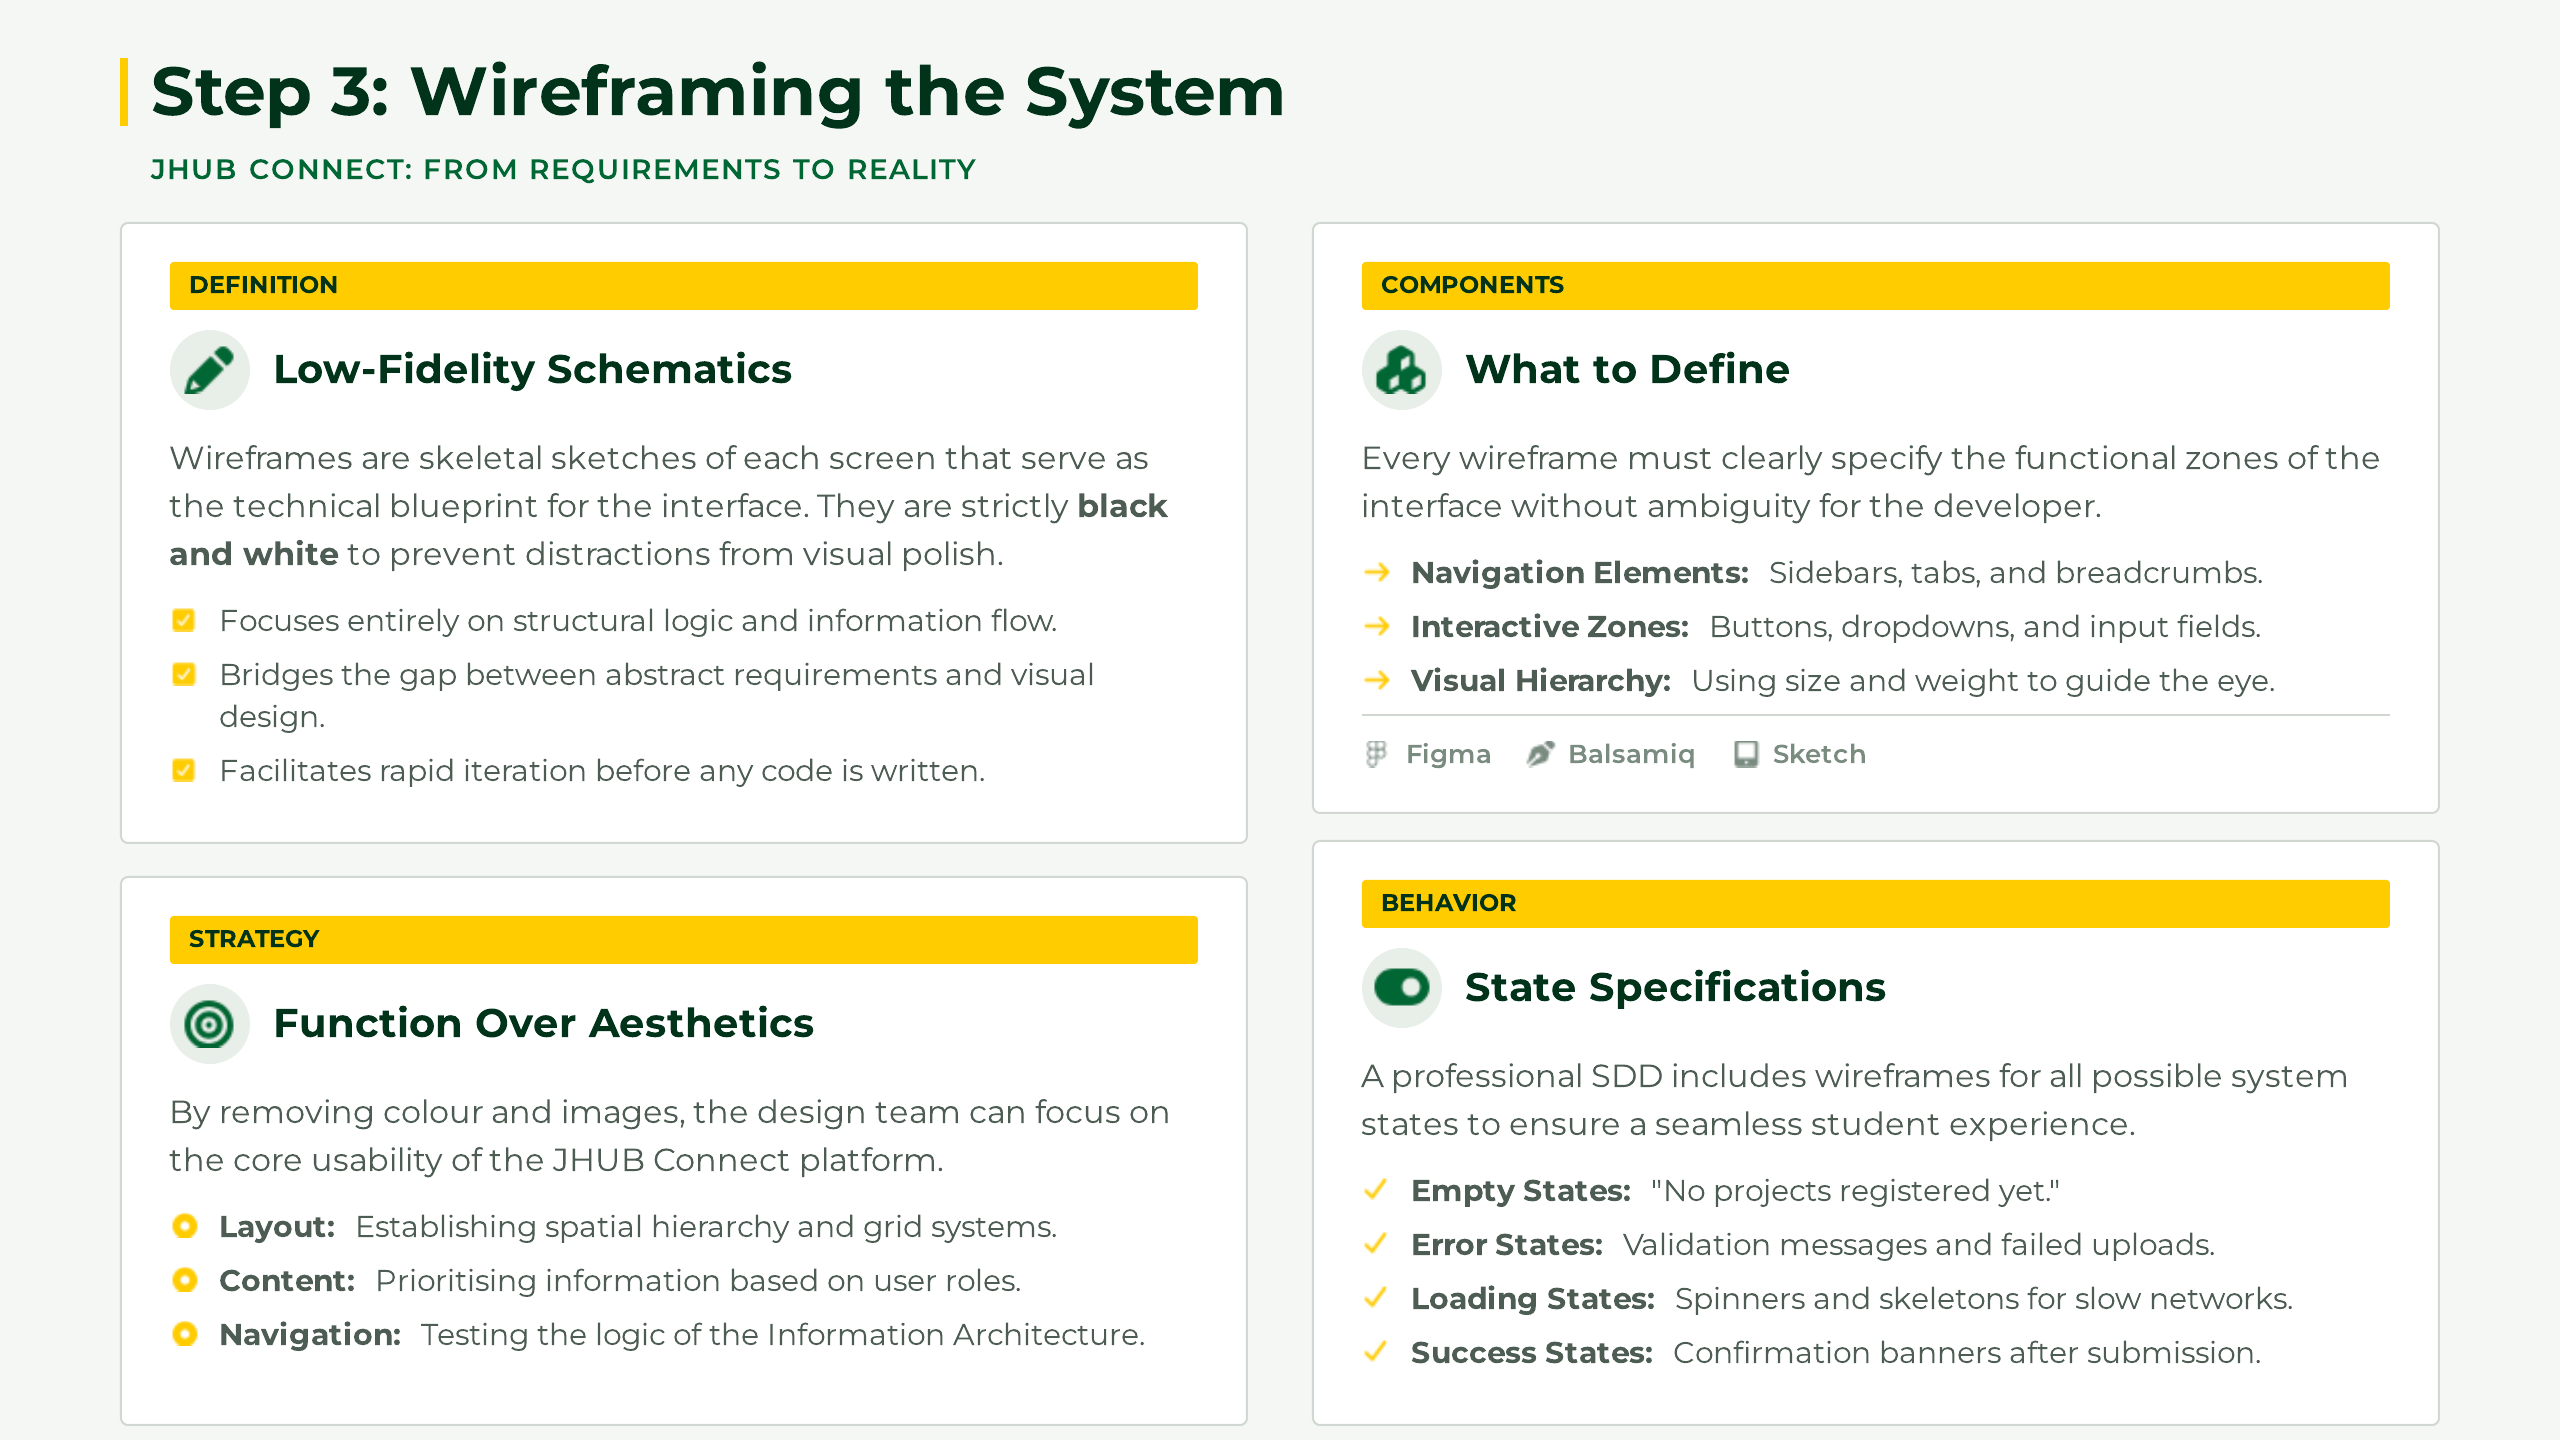 Step 3: Wireframing the System
JHUB CONNECT: FROM REQUIREMENTS TO REALITY
DEFINITION
Low-Fidelity Schematics
Wireframes are skeletal sketches of each screen that serve as
the technical blueprint for the interface. They are strictly black
and white to prevent distractions from visual polish.
Focuses entirely on structural logic and information flow.
Bridges the gap between abstract requirements and visual
design.
Facilitates rapid iteration before any code is written.
STRATEGY
Function Over Aesthetics
By removing colour and images, the design team can focus on
the core usability of the JHUB Connect platform.
Layout: Establishing spatial hierarchy and grid systems.
Content: Prioritising information based on user roles.
Navigation: Testing the logic of the Information Architecture.
COMPONENTS
What to Define
Every wireframe must clearly specify the functional zones of the
interface without ambiguity for the developer.
Navigation Elements: Sidebars, tabs, and breadcrumbs.
Interactive Zones: Buttons, dropdowns, and input fields.
Visual Hierarchy: Using size and weight to guide the eye.
Figma Balsamiq Sketch
BEHAVIOR
State Specifications
A professional SDD includes wireframes for all possible system
states to ensure a seamless student experience.
Empty States: "No projects registered yet."
Error States: Validation messages and failed uploads.
Loading States: Spinners and skeletons for slow networks.
Success States: Confirmation banners after submission.